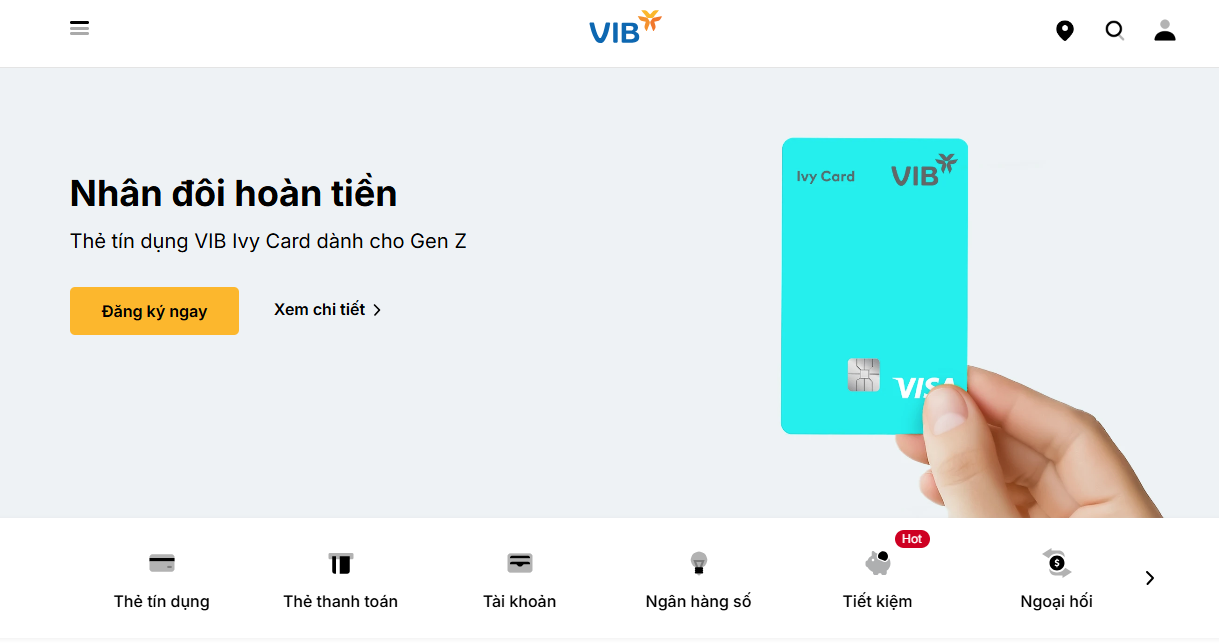 VIB
Nhân đôi hoàn tiền
Thẻ tín dụng VIB Ivy Card dành cho Gen Z
Đăng ký ngay
Xem chi tiết
Ivy Card
VIB
VISA
Hot
Thẻ tín dụng
Thẻ thanh toán
Tài khoản
Ngân hàng số
Tiết kiệm
Ngoại hối